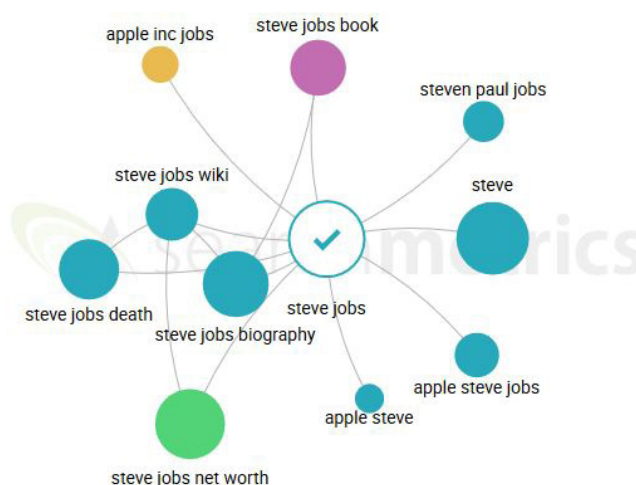 steve jobs book
apple inc jobs
steven paul jobs
steve jobs wiki
steve
searchmetrics
steve jobs death
steve jobs biography
steve jobs
apple steve jobs
apple steve
steve jobs net worth